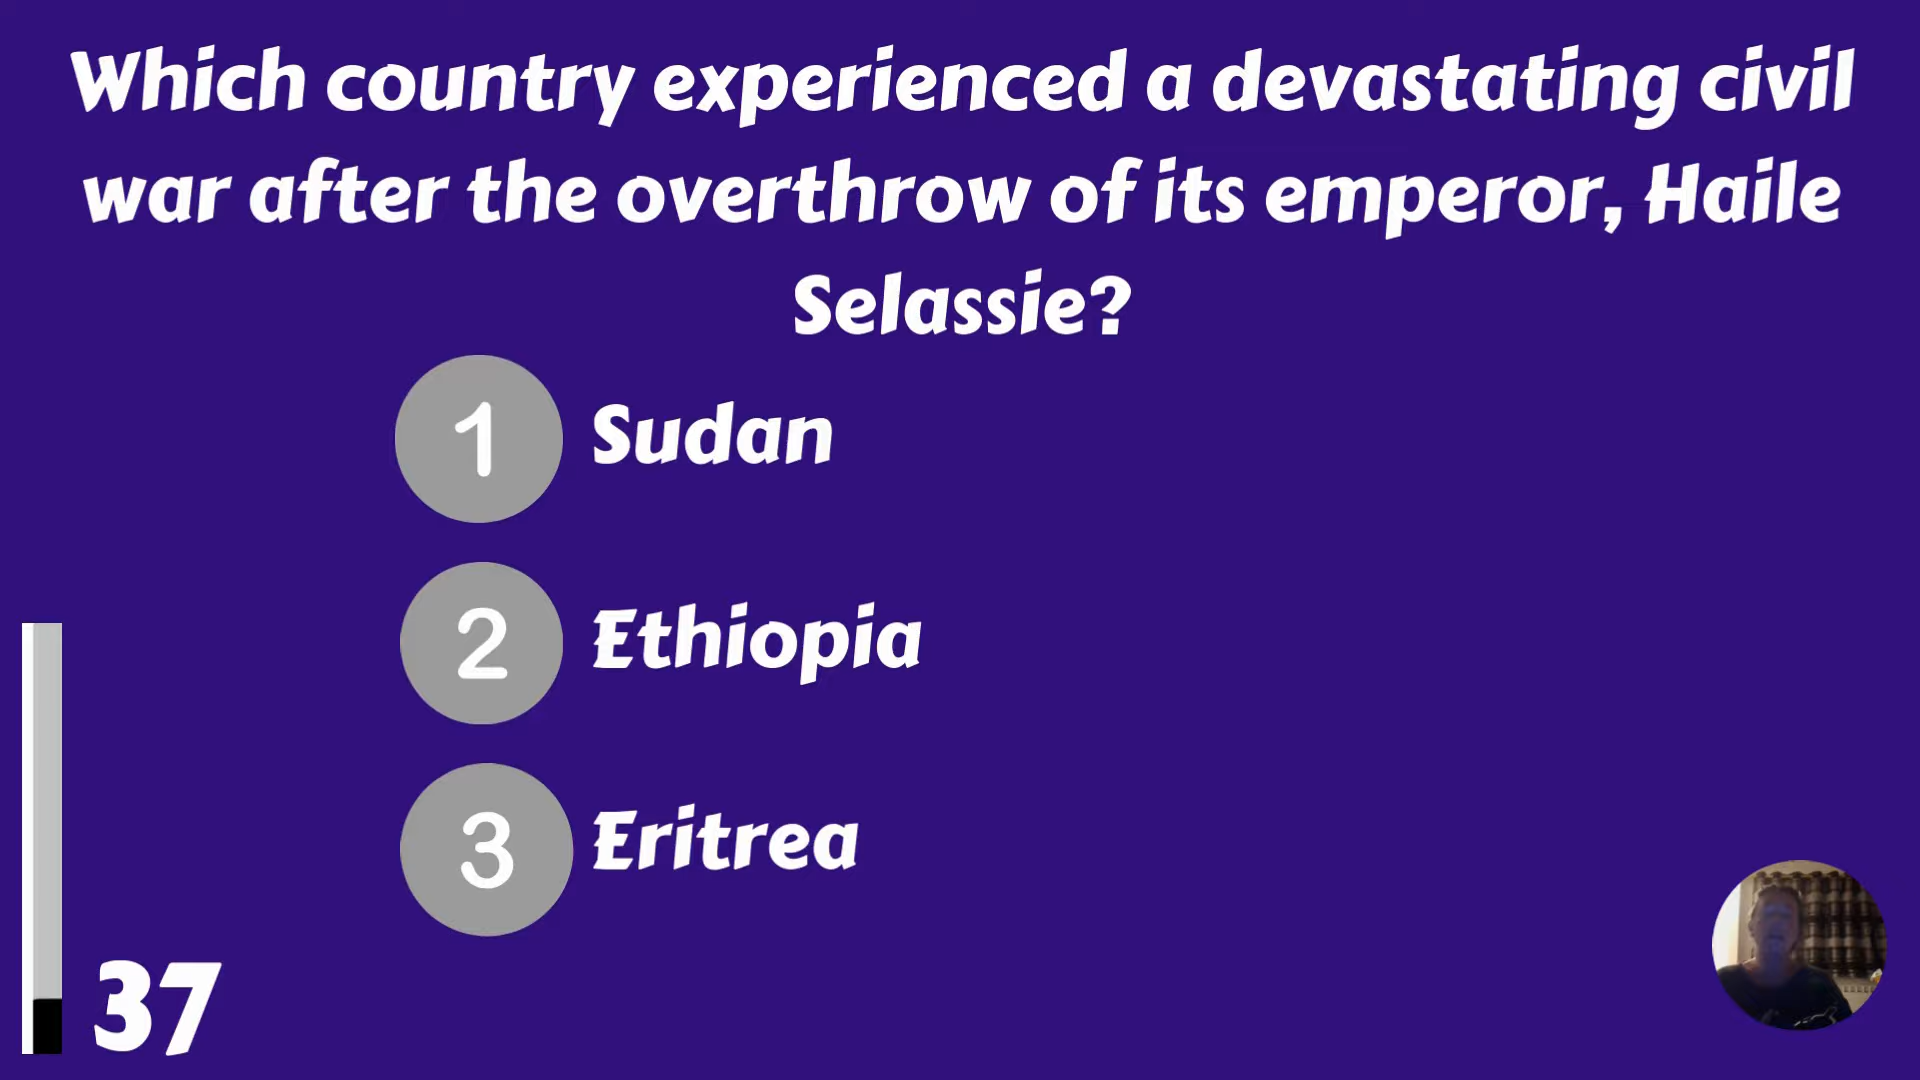 Which country experienced a devastating civil
war after the overthrow of its emperor, Haile
Selassie?
1 Sudan
2 Ethiopia
3 Eritrea
37